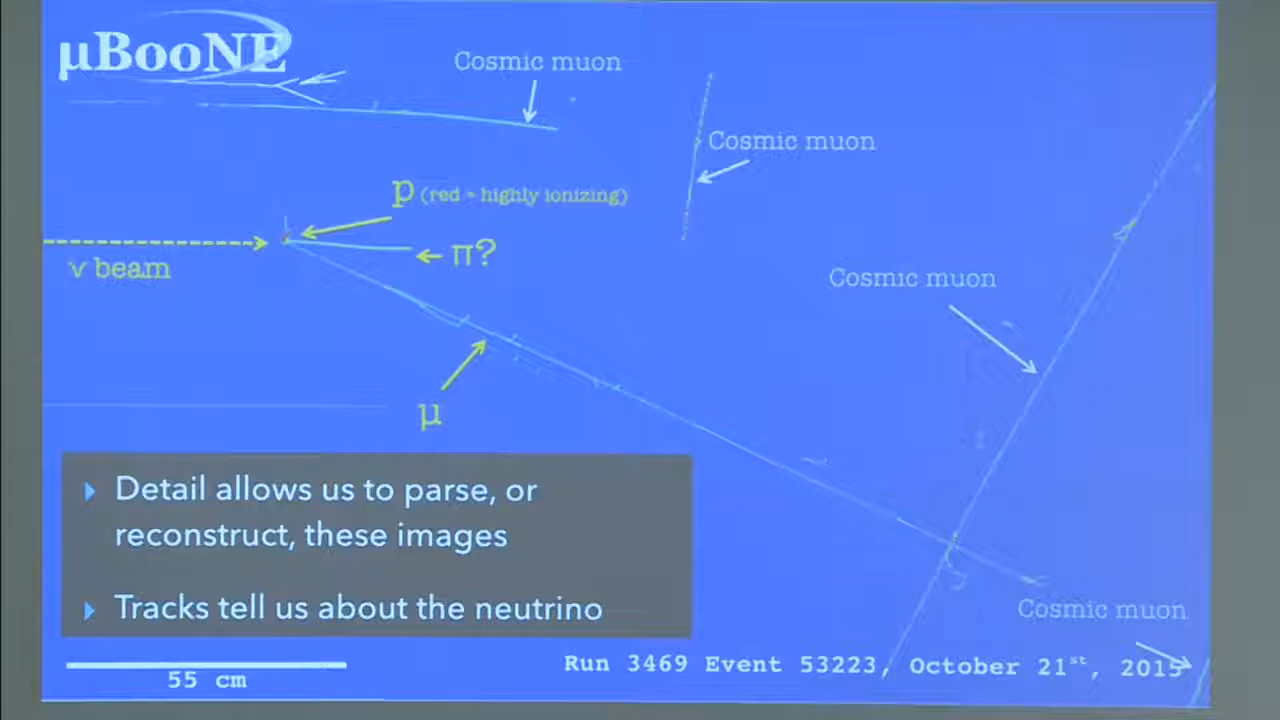 µBooNE
Cosmic muon
Cosmic muon
p (red = highly ionizing)
π?
ν beam
Cosmic muon
µ
Detail allows us to parse, or
reconstruct, these images
Tracks tell us about the neutrino
Cosmic muon
55 cm
Run 3469 Event 53223, October 21st, 2015